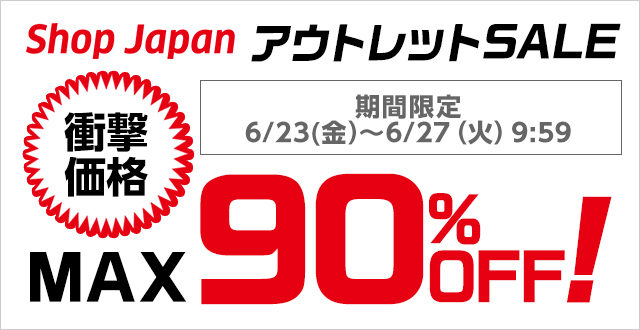 Shop Japan アウトレットSALE
衝撃
価格
期間限定
6/23(金)～6/27（火）9:59
MAX 90%OFF!